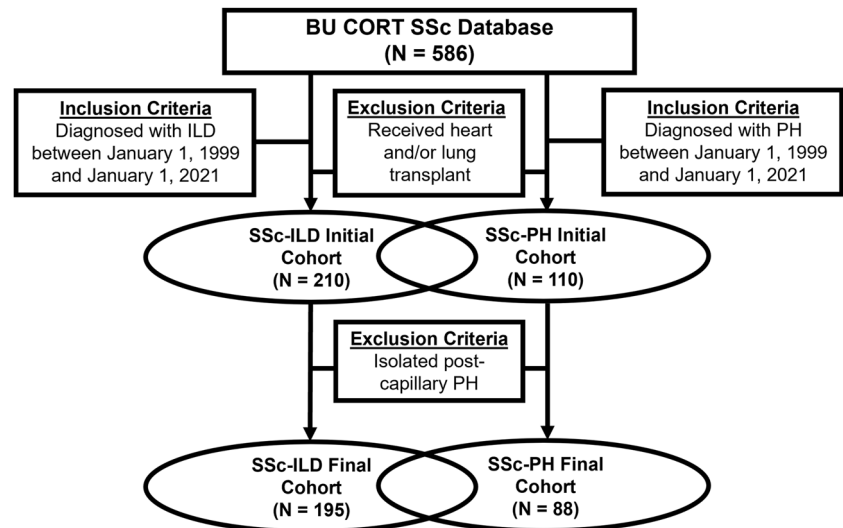 BU CORT SSc Database
(N = 586)
Inclusion Criteria
Diagnosed with ILD
between January 1, 1999
and January 1, 2021
Exclusion Criteria
Received heart
and/or lung
transplant
Inclusion Criteria
Diagnosed with PH
between January 1, 1999
and January 1, 2021
SSc-ILD Initial
Cohort
(N = 210)
SSc-PH Initial
Cohort
(N = 110)
Exclusion Criteria
Isolated post-
capillary PH
SSc-ILD Final
Cohort
(N = 195)
SSc-PH Final
Cohort
(N = 88)